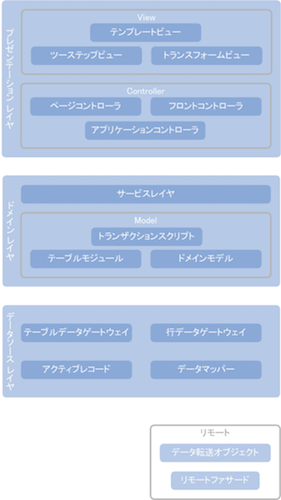 プレゼンテーションレイヤ
View
テンプレートビュー
ツーステップビュー
トランスフォームビュー
Controller
ページコントローラ
フロントコントローラ
アプリケーションコントローラ
ドメインレイヤ
サービスレイヤ
Model
トランザクションスクリプト
テーブルモジュール
ドメインモデル
データソースレイヤ
テーブルデータゲートウェイ
行データゲートウェイ
アクティブレコード
データマッパー
リモート
データ転送オブジェクト
リモートファサード